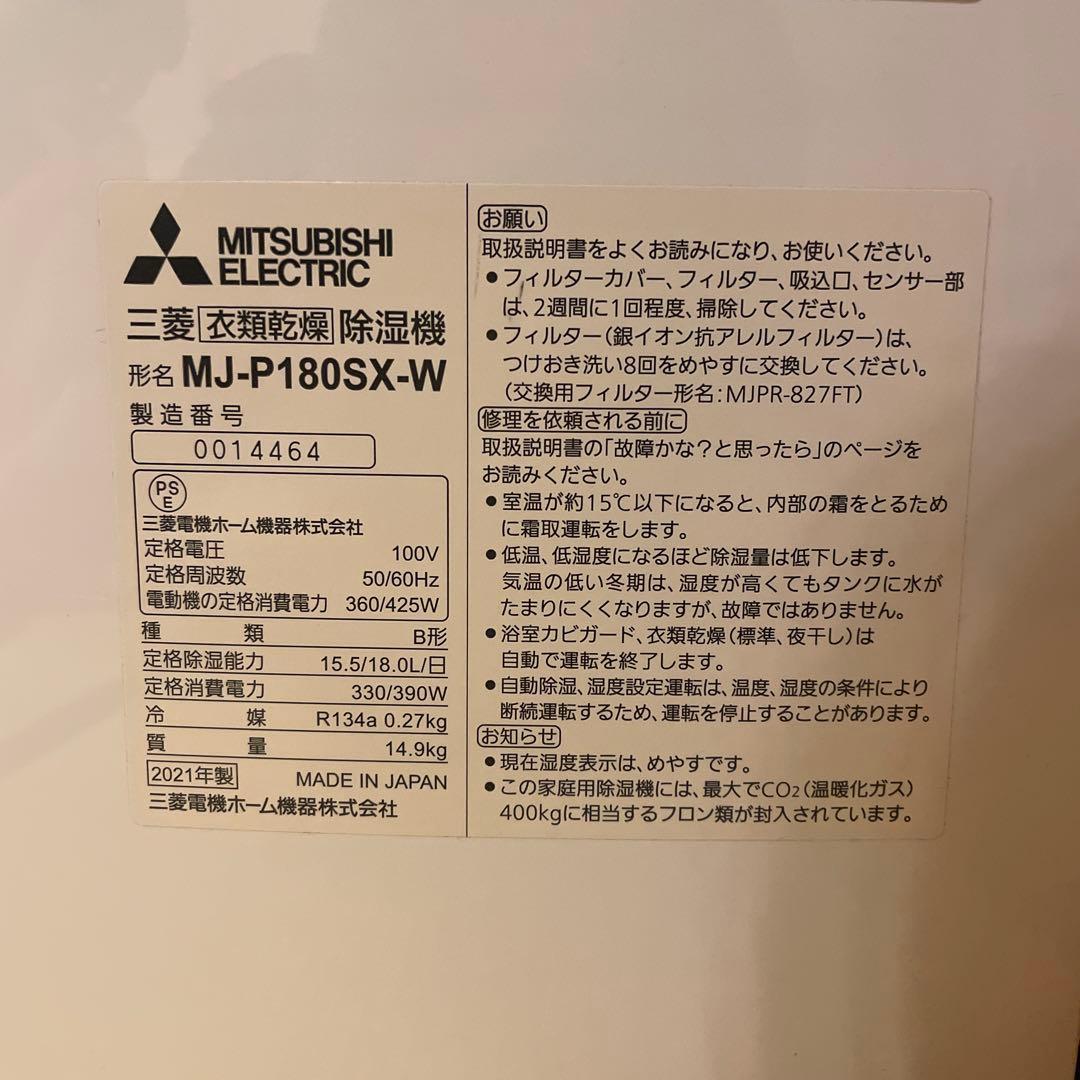 MITSUBISHI
ELECTRIC
三菱 衣類乾燥 除湿機
形名 MJ-P180SX-W
製造番号
0014464
PS
E
三菱電機ホーム機器株式会社
定格電圧 100V
定格周波数 50/60Hz
電動機の定格消費電力 360/425W
種類 B形
定格除湿能力 15.5/18.0L/日
定格消費電力 330/390W
冷媒 R134a 0.27kg
質量 14.9kg
2021年製 MADE IN JAPAN
三菱電機ホーム機器株式会社
お願い
取扱説明書をよくお読みになり、お使いください。
●フィルターカバー、フィルター、吸込口、センサー部
は、2週間に1回程度、掃除してください。
●フィルター(銀イオン抗アレルフィルター)は、
つけおき洗い8回をめやすに交換してください。
(交換用フィルター形名:MJPR-827FT)
修理を依頼される前に
取扱説明書の「故障かな?と思ったら」のページを
お読みください。
●室温が約15℃以下になると、内部の霜をとるため
に霜取運転をします。
●低温、低湿度になるほど除湿量は低下します。
気温の低い冬期は、湿度が高くてもタンクに水が
たまりにくくなりますが、故障ではありません。
●浴室カビガード、衣類乾燥(標準、夜干し)は
自動で運転を終了します。
●自動除湿、湿度設定運転は、温度、湿度の条件により
断続運転するため、運転を停止することがあります。
お知らせ
●現在湿度表示は、めやすです。
●この家庭用除湿機には、最大でCO₂(温暖化ガス)
400kgに相当するフロン類が封入されています。